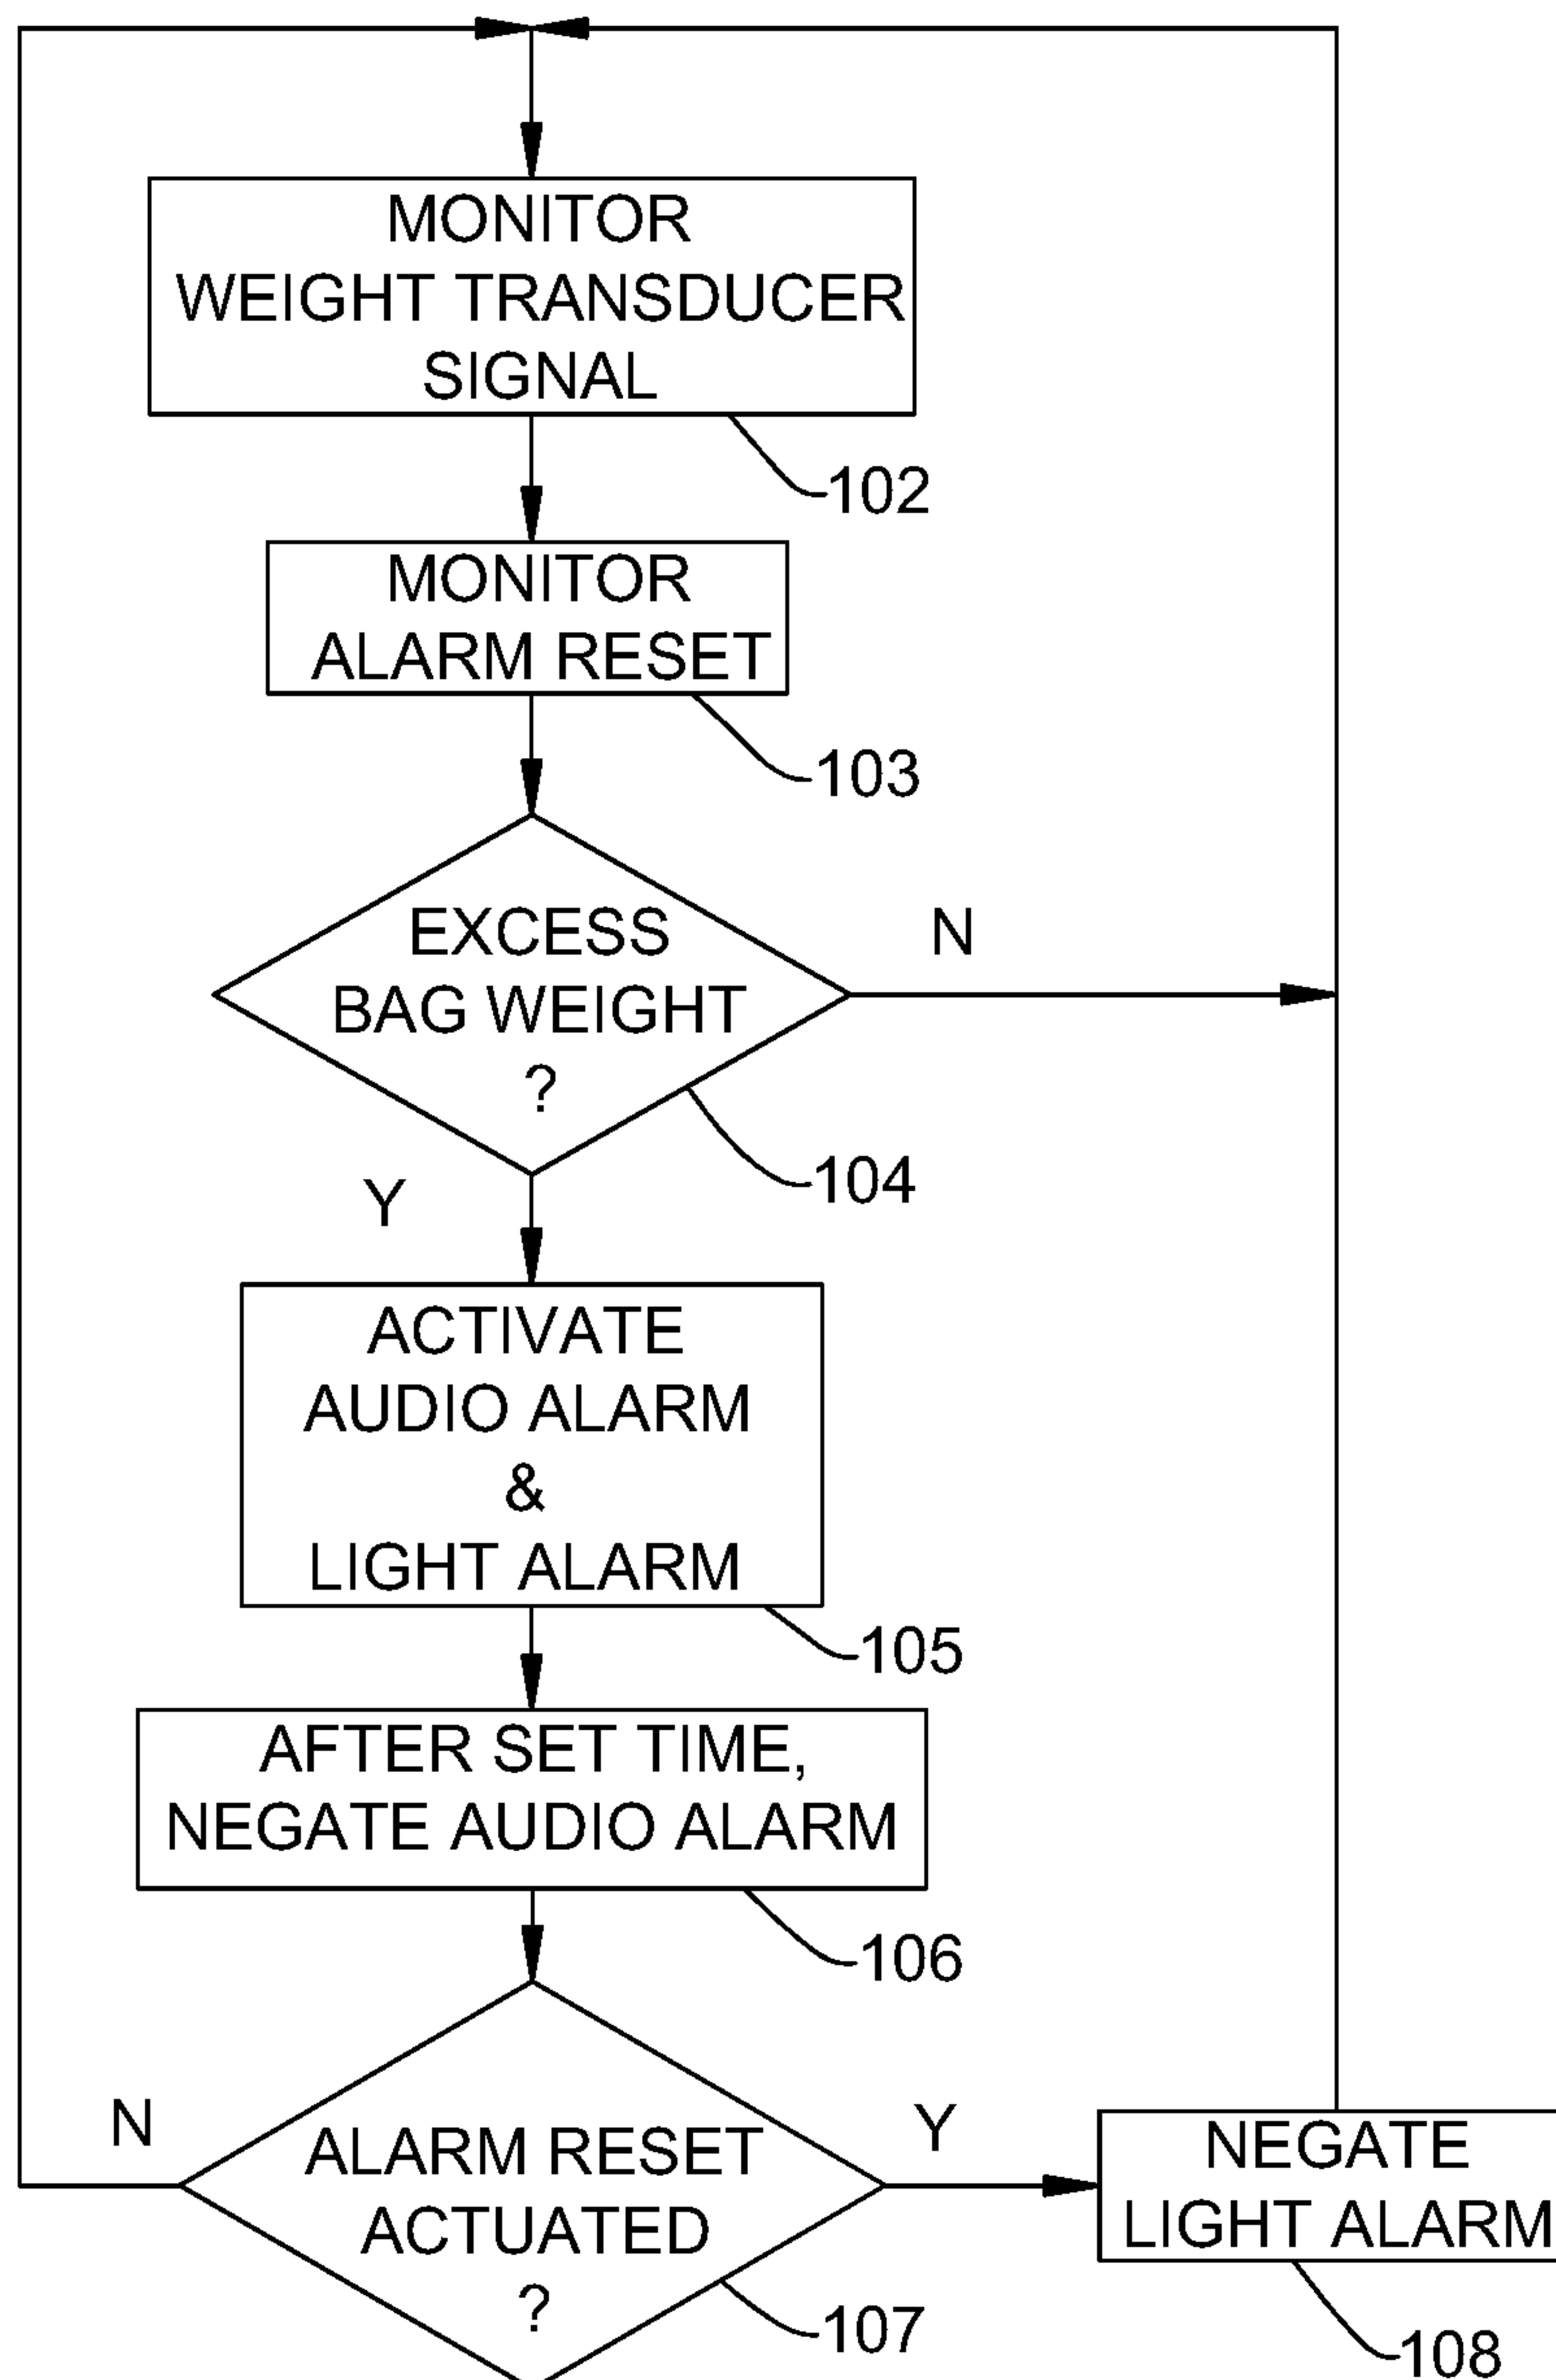 MONITOR
WEIGHT TRANSDUCER
SIGNAL
102
MONITOR
ALARM RESET
103
EXCESS
BAG WEIGHT
?
N
104
Y
ACTIVATE
AUDIO ALARM
&
LIGHT ALARM
105
AFTER SET TIME,
NEGATE AUDIO ALARM
106
N
ALARM RESET
ACTUATED
?
Y
107
NEGATE
LIGHT ALARM
108